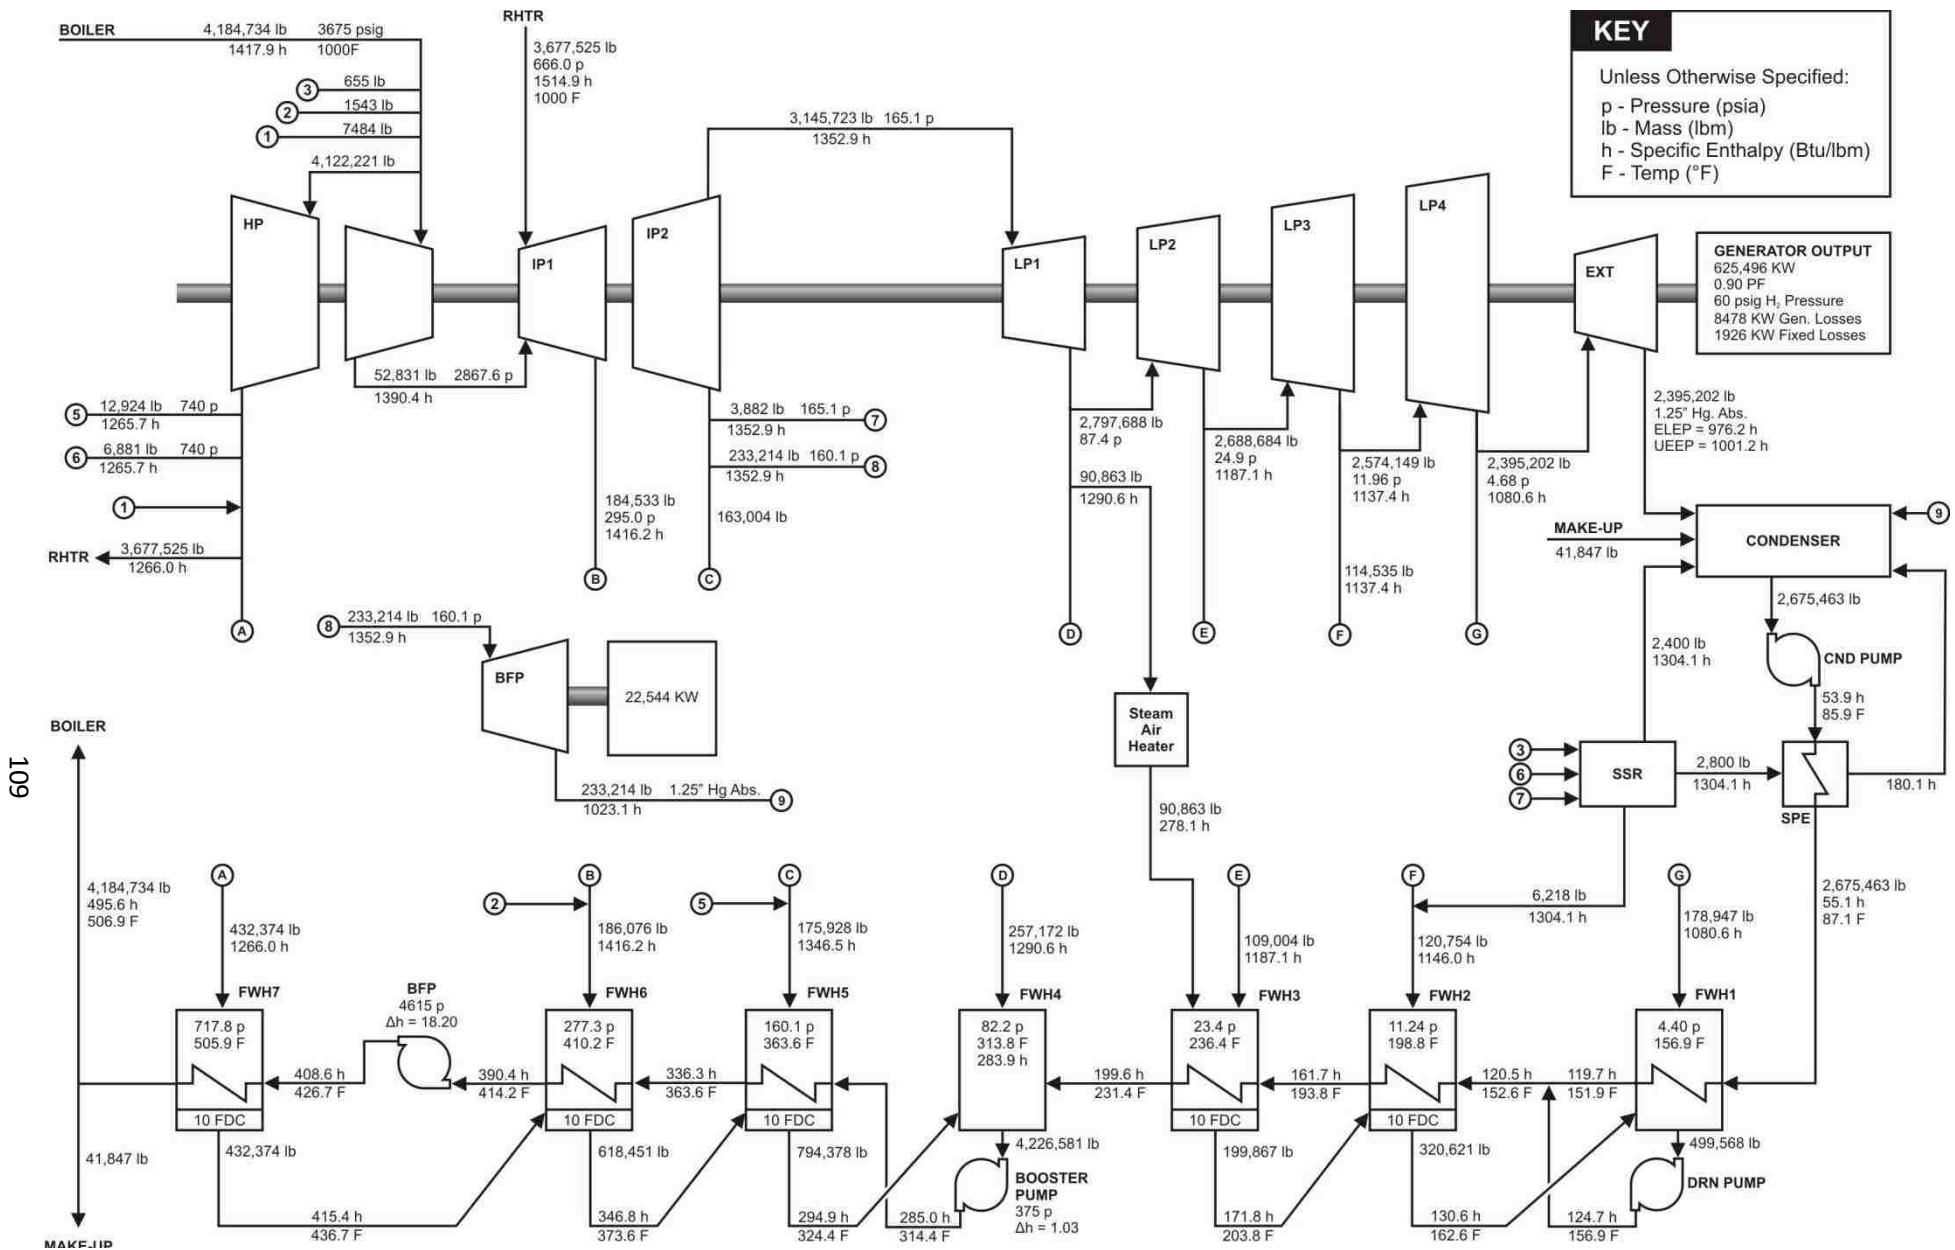 BOILER
4,184,734 lb 3675 psig
1417.9 h 1000F
3
655 lb
2
1543 lb
1
7484 lb
4,122,221 lb
RHTR
3,677,525 lb
666.0 p
1514.9 h
1000 F
3,145,723 lb 165.1 p
1352.9 h
KEY
Unless Otherwise Specified:
p - Pressure (psia)
lb - Mass (lbm)
h - Specific Enthalpy (Btu/lbm)
F - Temp (°F)
HP
IP1
IP2
LP1
LP2
LP3
LP4
EXT
GENERATOR OUTPUT
625,496 KW
0.90 PF
60 psig H₂ Pressure
8478 KW Gen. Losses
1926 KW Fixed Losses
52,831 lb 2867.6 p
1390.4 h
5
12,924 lb 740 p
1265.7 h
6
6,881 lb 740 p
1265.7 h
1
RHTR
3,677,525 lb
1266.0 h
A
184,533 lb
295.0 p
1416.2 h
B
3,882 lb 165.1 p
1352.9 h
7
233,214 lb 160.1 p
1352.9 h
8
163,004 lb
C
2,797,688 lb
87.4 p
90,863 lb
1290.6 h
D
2,688,684 lb
24.9 p
1187.1 h
E
2,574,149 lb
11.96 p
1137.4 h
114,535 lb
1137.4 h
F
2,395,202 lb
4.68 p
1080.6 h
G
2,395,202 lb
1.25" Hg. Abs.
ELEP = 976.2 h
UEEP = 1001.2 h
MAKE-UP
41,847 lb
CONDENSER
9
2,675,463 lb
CND PUMP
53.9 h
85.9 F
2,400 lb
1304.1 h
3
6
7
SSR
2,800 lb
1304.1 h
SPE
180.1 h
8
233,214 lb 160.1 p
1352.9 h
BFP
22,544 KW
233,214 lb 1.25" Hg Abs.
1023.1 h
9
Steam
Air
Heater
90,863 lb
278.1 h
6,218 lb
1304.1 h
2,675,463 lb
55.1 h
87.1 F
109
BOILER
4,184,734 lb
495.6 h
506.9 F
A
432,374 lb
1266.0 h
2
B
186,076 lb
1416.2 h
5
C
175,928 lb
1346.5 h
D
257,172 lb
1290.6 h
E
109,004 lb
1187.1 h
F
120,754 lb
1146.0 h
G
178,947 lb
1080.6 h
FWH7
717.8 p
505.9 F
10 FDC
BFP
4615 p
Δh = 18.20
408.6 h
426.7 F
390.4 h
414.2 F
FWH6
277.3 p
410.2 F
10 FDC
336.3 h
363.6 F
FWH5
160.1 p
363.6 F
10 FDC
FWH4
82.2 p
313.8 F
283.9 h
199.6 h
231.4 F
FWH3
23.4 p
236.4 F
10 FDC
161.7 h
193.8 F
FWH2
11.24 p
198.8 F
10 FDC
120.5 h
152.6 F
119.7 h
151.9 F
FWH1
4.40 p
156.9 F
41,847 lb
432,374 lb
618,451 lb
794,378 lb
4,226,581 lb
BOOSTER
PUMP
375 p
Δh = 1.03
199,867 lb
320,621 lb
499,568 lb
DRN PUMP
415.4 h
436.7 F
346.8 h
373.6 F
294.9 h
324.4 F
285.0 h
314.4 F
171.8 h
203.8 F
130.6 h
162.6 F
124.7 h
156.9 F
MAKE-UP